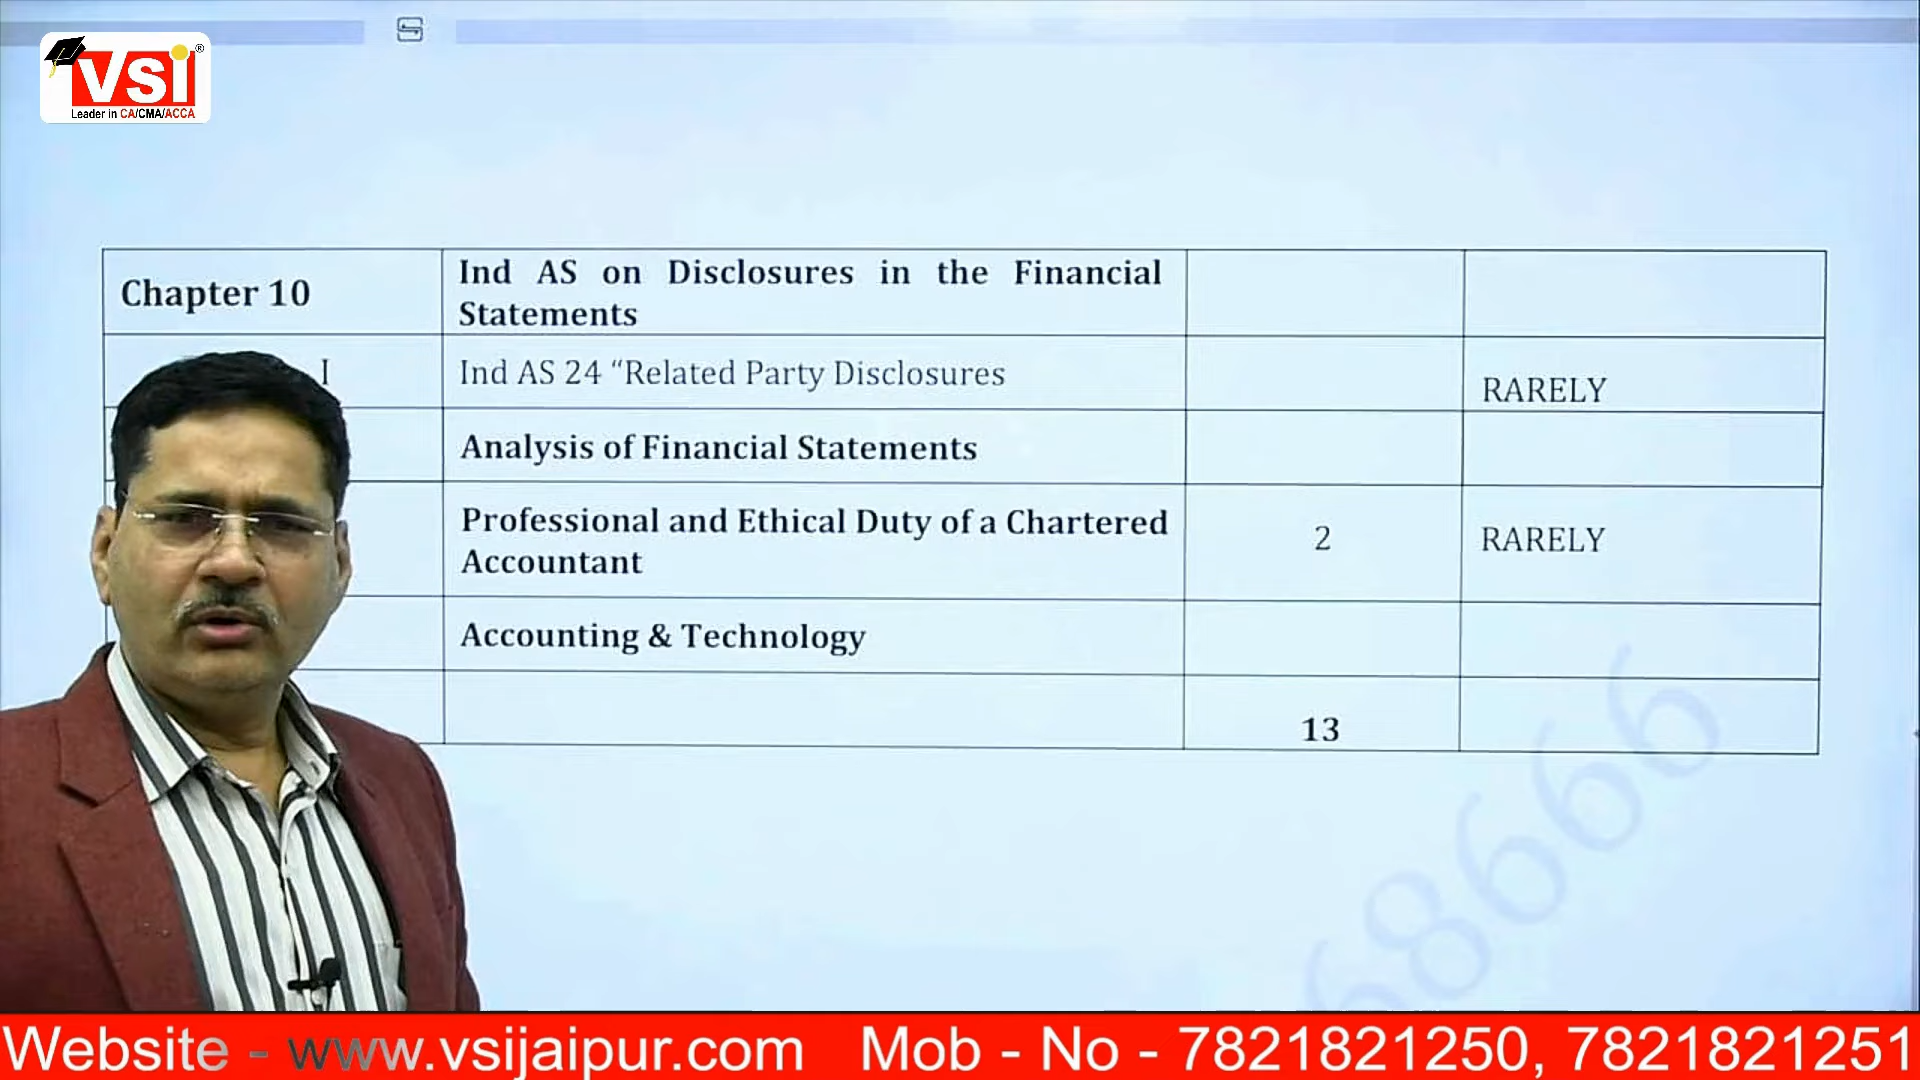 VSI®
Leader in CA/CMA/ACCA
Chapter 10
Ind AS on Disclosures in the Financial
Statements
I
Ind AS 24 “Related Party Disclosures
RARELY
Analysis of Financial Statements
Professional and Ethical Duty of a Chartered
Accountant
2
RARELY
Accounting & Technology
13
68666
Website - www.vsijaipur.com Mob - No - 7821821250, 7821821251